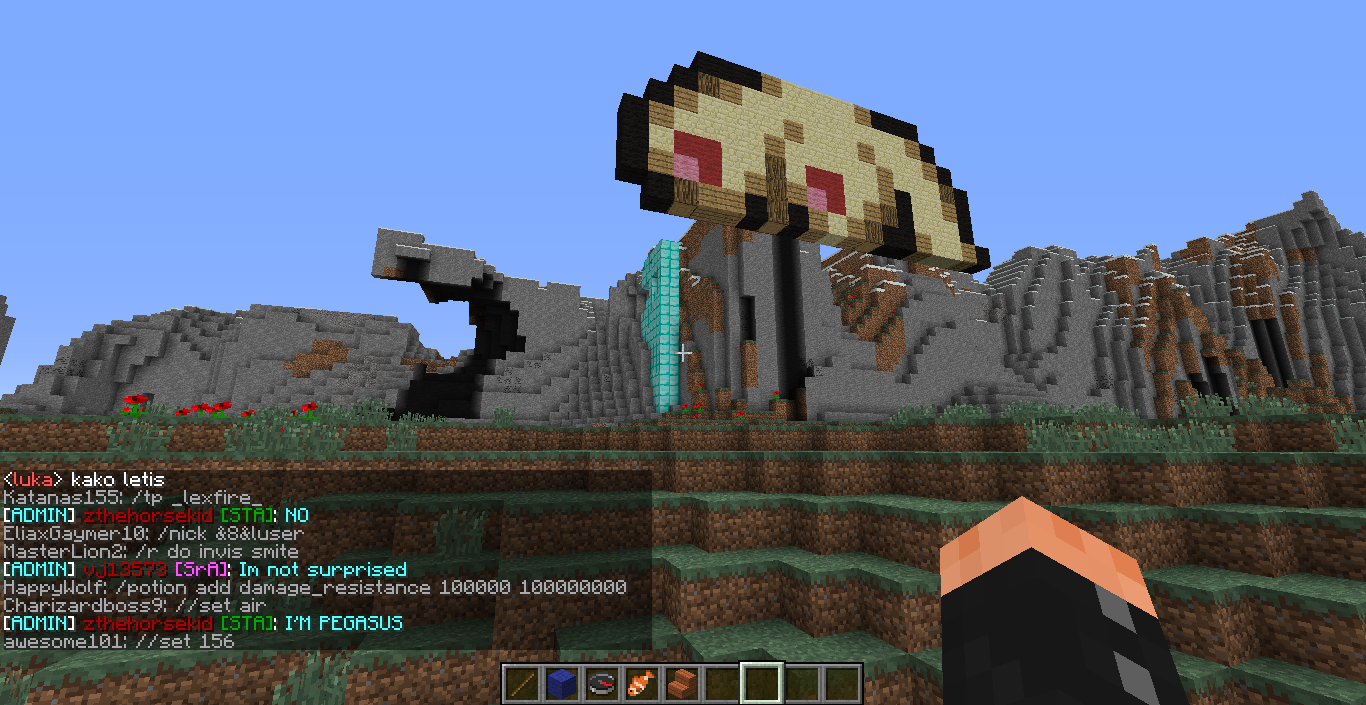 <luka> kako letis
Katanas155: /tp _lexfire_
[ADMIN] zthehorsekid [STA]: NO
EliaxGaymer10: /nick &8&luser
MasterLion2: /r do invis smite
[ADMIN] vj13573 [SrA]: Im not surprised
HappyWolf: /potion add damage_resistance 100000 100000000
Charizardboss9: //set air
[ADMIN] zthehorsekid [STA]: I'M PEGASUS
awesome101: //set 156